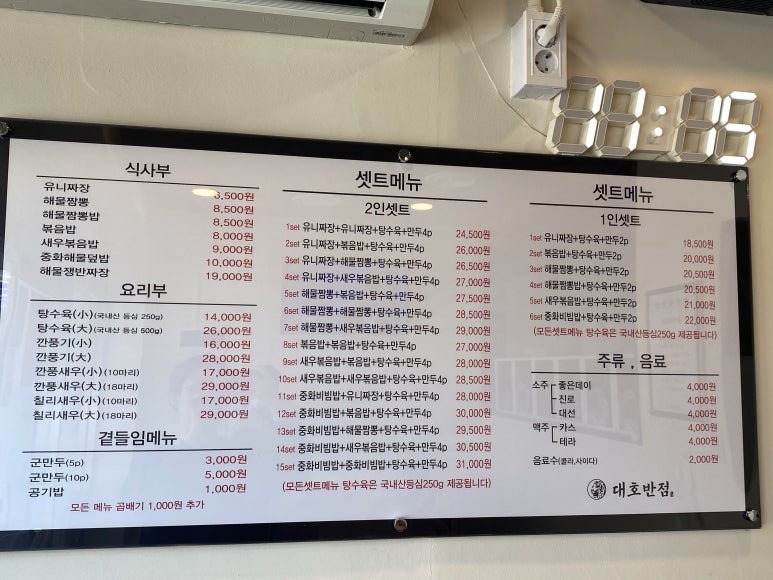 식사부
유니짜장 6,500원
해물짬뽕 8,500원
해물짬뽕밥 8,500원
볶음밥 8,000원
새우볶음밥 9,000원
중화해물덮밥 10,000원
해물쟁반짜장 19,000원
요리부
탕수육(小)(국내산 등심 250g) 14,000원
탕수육(大)(국내산 등심 500g) 26,000원
깐풍기(小) 16,000원
깐풍기(大) 28,000원
깐풍새우(小)(10마리) 17,000원
깐풍새우(大)(18마리) 29,000원
칠리새우(小)(10마리) 17,000원
칠리새우(大)(18마리) 29,000원
곁들임메뉴
군만두(5p) 3,000원
군만두(10p) 5,000원
공기밥 1,000원
모든 메뉴 곱배기 1,000원 추가
셋트메뉴
2인셋트
1set 유니짜장+유니짜장+탕수육+만두4p 24,500원
2set 유니짜장+볶음밥+탕수육+만두4p 26,000원
3set 유니짜장+해물짬뽕+탕수육+만두4p 26,500원
4set 유니짜장+새우볶음밥+탕수육+만두4p 27,000원
5set 해물짬뽕+볶음밥+탕수육+만두4p 27,500원
6set 해물짬뽕+해물짬뽕+탕수육+만두4p 28,500원
7set 해물짬뽕+새우볶음밥+탕수육+만두4p 29,000원
8set 볶음밥+볶음밥+탕수육+만두4p 27,000원
9set 새우볶음밥+볶음밥+탕수육+만두4p 28,000원
10set 새우볶음밥+새우볶음밥+탕수육+만두4p 28,500원
11set 중화비빔밥+유니짜장+탕수육+만두4p 28,000원
12set 중화비빔밥+볶음밥+탕수육+만두4p 30,000원
13set 중화비빔밥+해물짬뽕+탕수육+만두4p 29,500원
14set 중화비빔밥+새우볶음밥+탕수육+만두4p 30,500원
15set 중화비빔밥+중화비빔밥+탕수육+만두4p 31,000원
(모든셋트메뉴 탕수육은 국내산등심250g 제공됩니다)
셋트메뉴
1인셋트
1set 유니짜장+탕수육+만두2p 18,500원
2set 볶음밥+탕수육+만두2p 20,000원
3set 해물짬뽕+탕수육+만두2p 20,500원
4set 해물짬뽕밥+탕수육+만두2p 20,500원
5set 새우볶음밥+탕수육+만두2p 21,000원
6set 중화비빔밥+탕수육+만두2p 22,000원
(모든셋트메뉴 탕수육은 국내산등심250g 제공됩니다)
주류 , 음료
소주 좋은데이 4,000원
진로 4,000원
대선 4,000원
맥주 카스 4,000원
테라 4,000원
음료수(콜라,사이다) 2,000원
대호반점